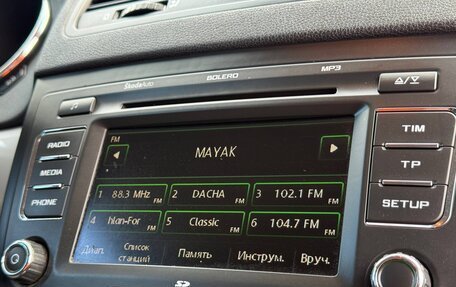 ŠkodaAuto BOLERO MP3
RADIO
MEDIA
PHONE
FM
MAYAK
1 88.3 MHz FM 2 DACHA FM 3 102.1 FM FM
4 hlan-For FM 5 Classic FM 6 104.7 FM FM
Диап. Список станций Память Инструм. Вруч.
TIM
TP
SETUP
SD